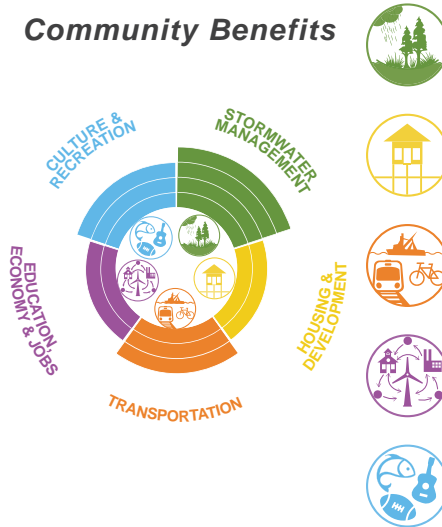 Community Benefits
CULTURE &
RECREATION
STORMWATER
MANAGEMENT
EDUCATION,
ECONOMY & JOBS
HOUSING &
DEVELOPMENT
TRANSPORTATION